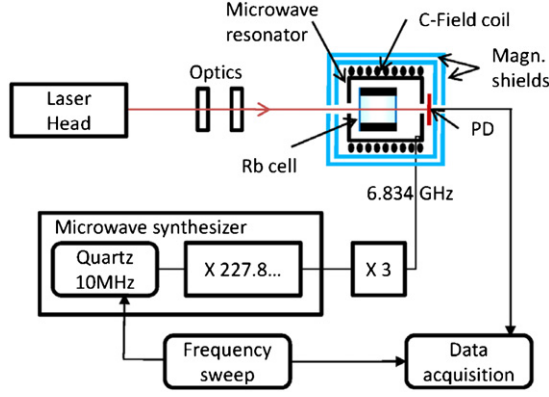 Microwave
resonator
C-Field coil
Magn.
shields
Optics
Laser
Head
Rb cell
PD
6.834 GHz
Microwave synthesizer
Quartz
10MHz
X 227.8...
X 3
Frequency
sweep
Data
acquisition